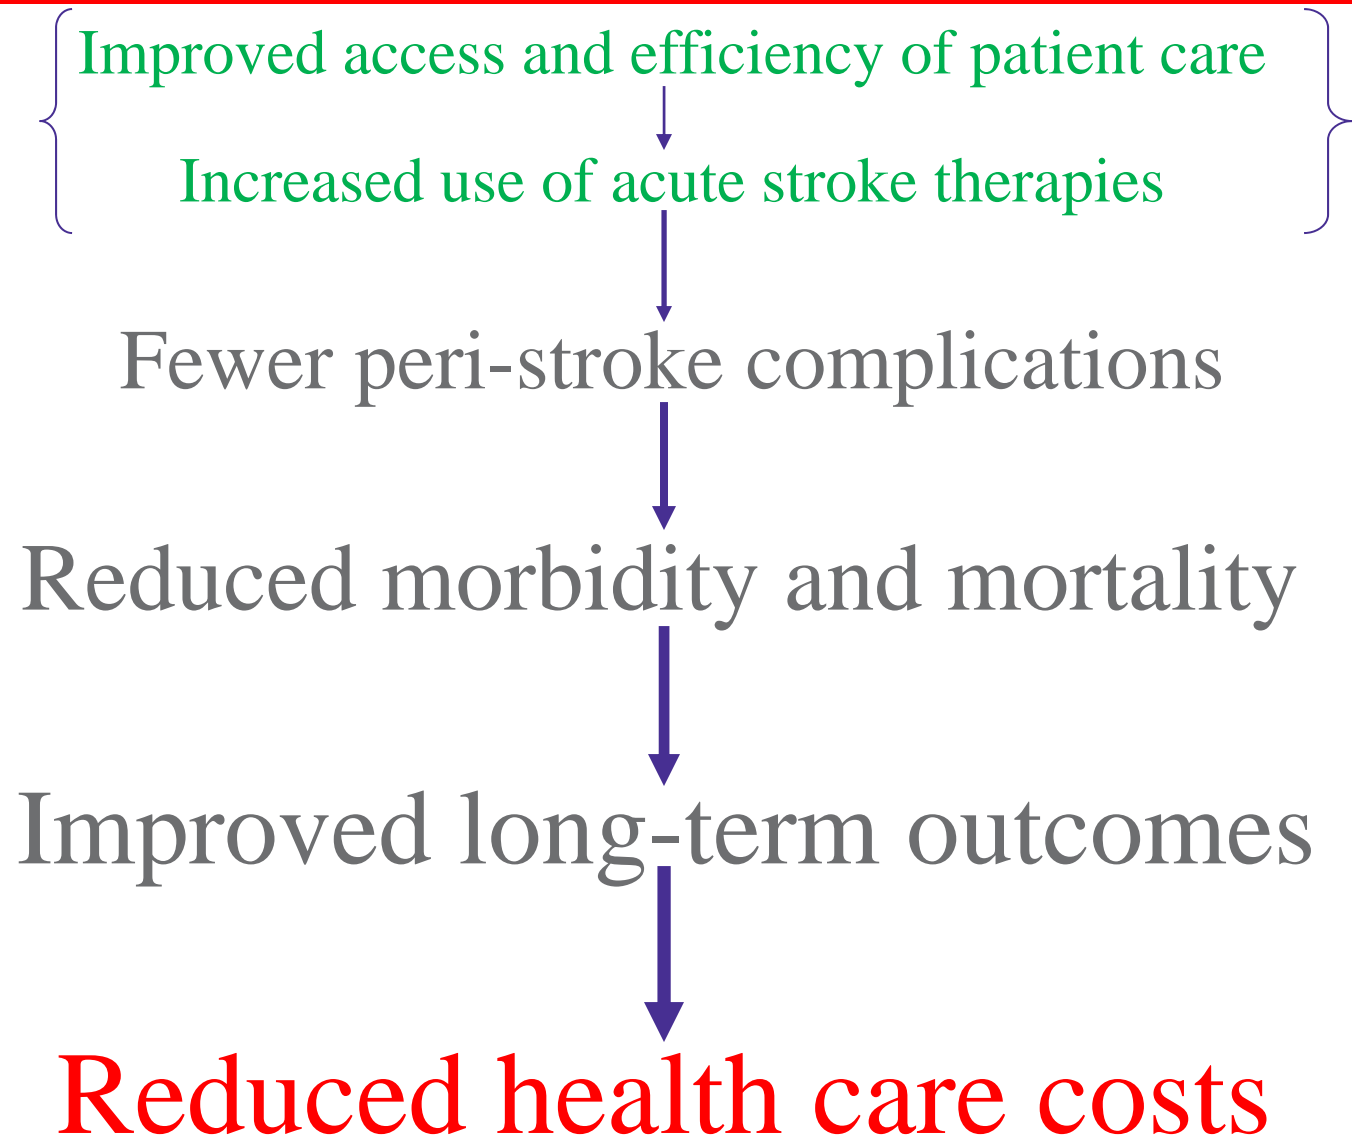 Improved access and efficiency of patient care
Increased use of acute stroke therapies
Fewer peri-stroke complications
Reduced morbidity and mortality
Improved long-term outcomes
Reduced health care costs